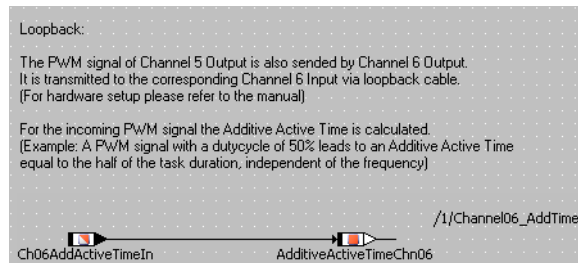 Loopback:
The PWM signal of Channel 5 Output is also sended by Channel 6 Output.
It is transmitted to the corresponding Channel 6 Input via loopback cable.
(For hardware setup please refer to the manual)
For the incoming PWM signal the Additive Active Time is calculated.
(Example: A PWM signal with a dutycycle of 50% leads to an Additive Active Time
equal to the half of the task duration, independent of the frequency)
/1/Channel06_AddTime
Ch06AddActiveTimeIn
AdditiveActiveTimeChn06